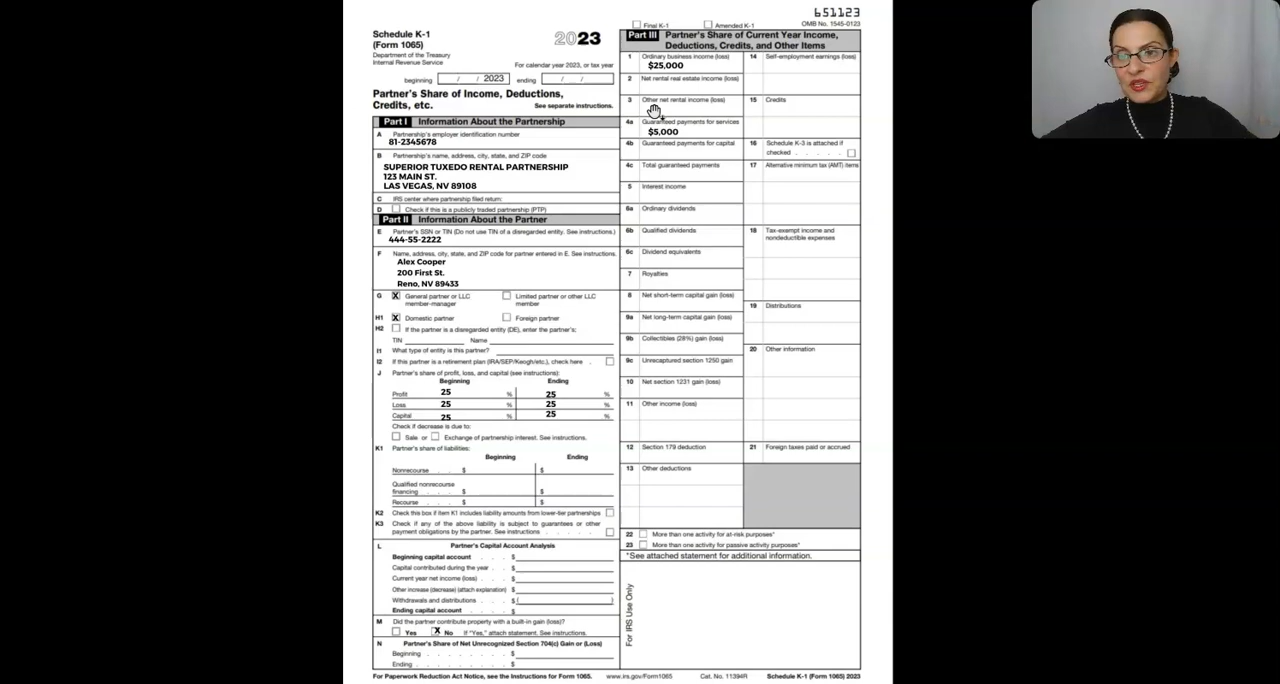 651123
Final K-1 Amended K-1 OMB No. 1545-0123
Schedule K-1
(Form 1065)
2023
Department of the Treasury
Internal Revenue Service
For calendar year 2023, or tax year
beginning / / 2023 ending / /
Partner's Share of Income, Deductions,
Credits, etc.
See separate instructions.
Part I Information About the Partnership
A Partnership's employer identification number
81-2345678
B Partnership's name, address, city, state, and ZIP code
SUPERIOR TUXEDO RENTAL PARTNERSHIP
123 MAIN ST.
LAS VEGAS, NV 89108
C IRS center where partnership filed return:
D Check if this is a publicly traded partnership (PTP)
Part II Information About the Partner
E Partner's SSN or TIN (Do not use TIN of a disregarded entity. See instructions.)
444-55-2222
F Name, address, city, state, and ZIP code for partner entered in E. See instructions.
Alex Cooper
200 First St.
Reno, NV 89433
G X General partner or LLC member-manager Limited partner or other LLC member
H1 X Domestic partner Foreign partner
H2 If the partner is a disregarded entity (DE), enter the partner's:
TIN Name
I1 What type of entity is this partner?
I2 If this partner is a retirement plan (IRA/SEP/Keogh/etc.), check here .
J Partner's share of profit, loss, and capital (see instructions):
Beginning Ending
Profit 25 % 25 %
Loss 25 % 25 %
Capital 25 % 25 %
Check if decrease is due to:
Sale or Exchange of partnership interest. See instructions.
K1 Partner's share of liabilities:
Beginning Ending
Nonrecourse . . $ $
Qualified nonrecourse
financing . . . $ $
Recourse . . . $ $
K2 Check this box if item K1 includes liability amounts from lower-tier partnerships
K3 Check if any of the above liability is subject to guarantees or other
payment obligations by the partner. See instructions . . . . . .
L Partner's Capital Account Analysis
Beginning capital account . . . $
Capital contributed during the year . . $
Current year net income (loss) . . . $
Other increase (decrease) (attach explanation) $
Withdrawals and distributions . . . $ ( )
Ending capital account . . . . $
M Did the partner contribute property with a built-in gain (loss)?
Yes X No If "Yes," attach statement. See instructions.
N Partner's Share of Net Unrecognized Section 704(c) Gain or (Loss)
Beginning . . . . . . . . $
Ending . . . . . . . . $
Part III Partner's Share of Current Year Income,
Deductions, Credits, and Other Items
1 Ordinary business income (loss)
$25,000
2 Net rental real estate income (loss)
3 Other net rental income (loss)
4a Guaranteed payments for services
$5,000
4b Guaranteed payments for capital
4c Total guaranteed payments
5 Interest income
6a Ordinary dividends
6b Qualified dividends
6c Dividend equivalents
7 Royalties
8 Net short-term capital gain (loss)
9a Net long-term capital gain (loss)
9b Collectibles (28%) gain (loss)
9c Unrecaptured section 1250 gain
10 Net section 1231 gain (loss)
11 Other income (loss)
12 Section 179 deduction
13 Other deductions
14 Self-employment earnings (loss)
15 Credits
16 Schedule K-3 is attached if
checked . . . . .
17 Alternative minimum tax (AMT) items
18 Tax-exempt income and
nondeductible expenses
19 Distributions
20 Other information
21 Foreign taxes paid or accrued
22 More than one activity for at-risk purposes*
23 More than one activity for passive activity purposes*
*See attached statement for additional information.
For IRS Use Only
For Paperwork Reduction Act Notice, see the Instructions for Form 1065. www.irs.gov/Form1065 Cat. No. 11394R Schedule K-1 (Form 1065) 2023